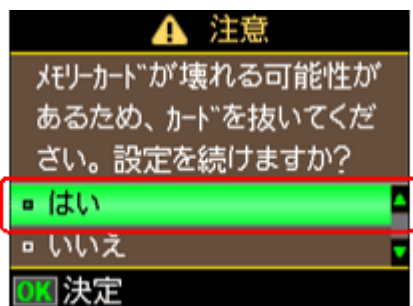 注意
ﾒﾓﾘｰｶｰﾄﾞが壊れる可能性が
あるため、ｶｰﾄﾞを抜いてくだ
さい。設定を続けますか?
はい
いいえ
OK 決定